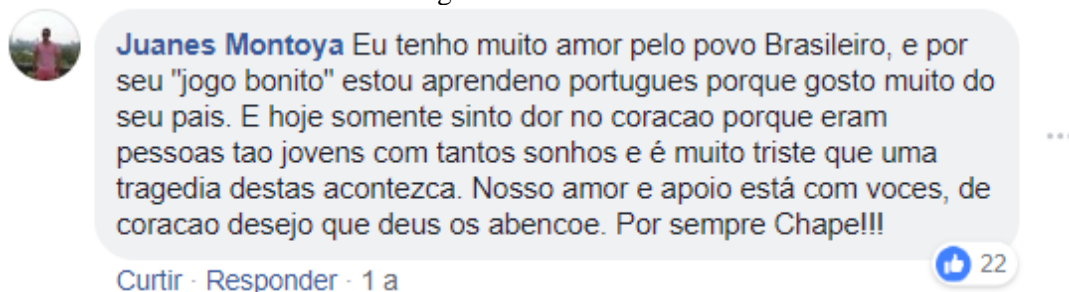 Juanes Montoya Eu tenho muito amor pelo povo Brasileiro, e por
seu "jogo bonito" estou aprendeno portugues porque gosto muito do
seu pais. E hoje somente sinto dor no coracao porque eram
pessoas tao jovens com tantos sonhos e é muito triste que uma
tragedia destas acontezca. Nosso amor e apoio está com voces, de
coracao desejo que deus os abencoe. Por sempre Chape!!!
22
Curtir · Responder · 1 a